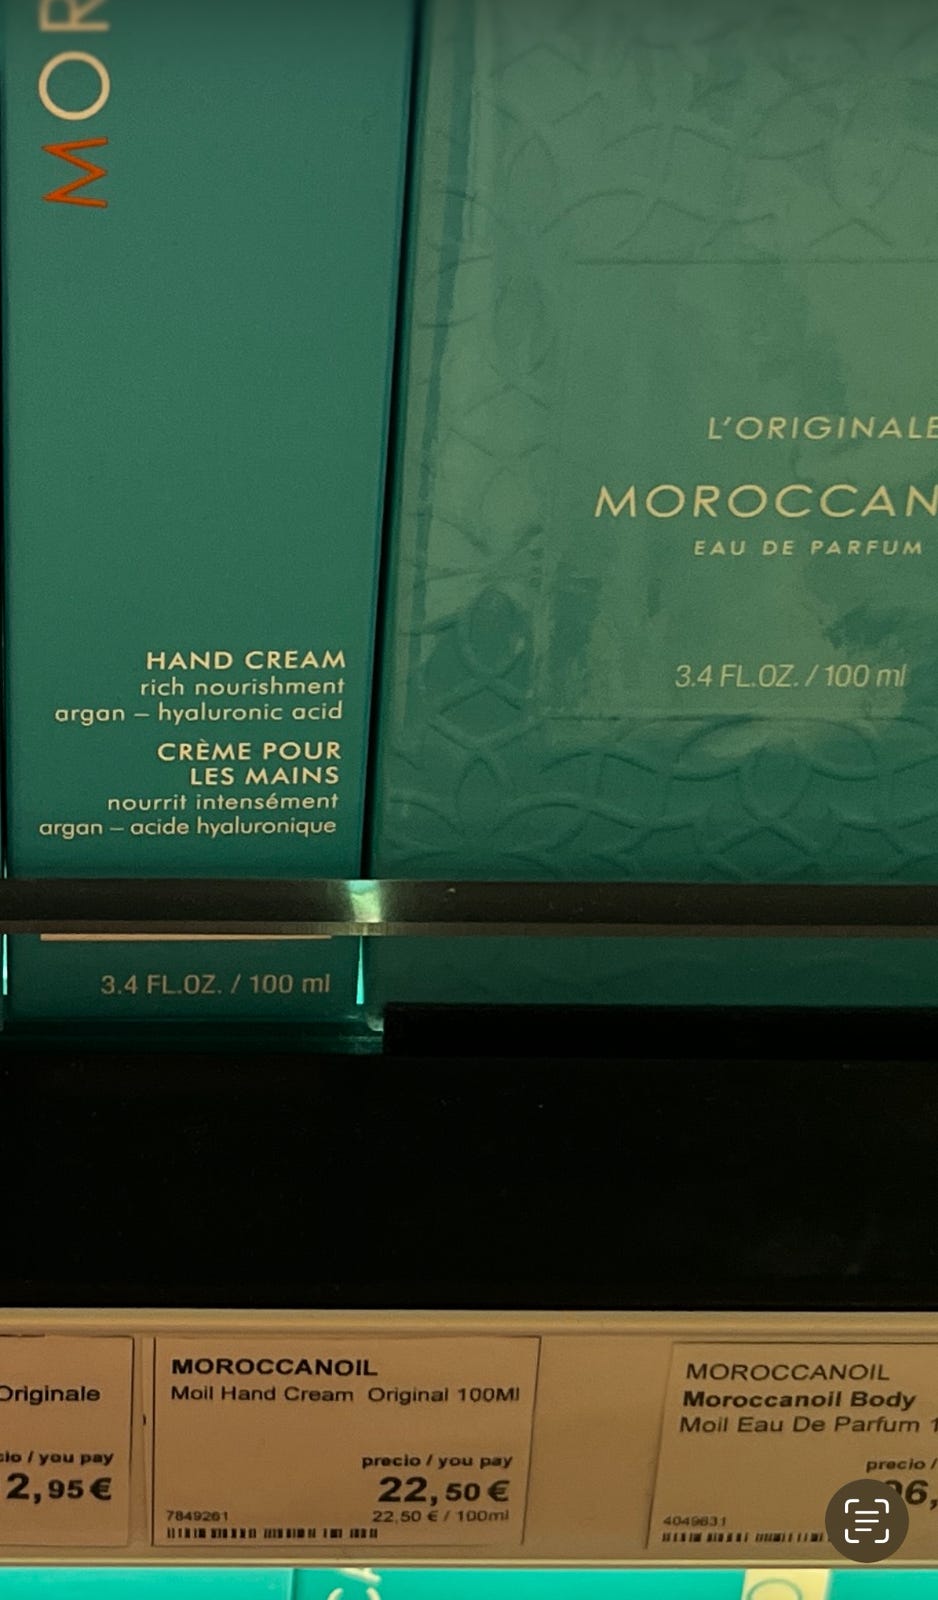 MOR
L'ORIGINALE
MOROCCAN
EAU DE PARFUM
3.4 FL.OZ. / 100 ml
HAND CREAM
rich nourishment
argan – hyaluronic acid
CRÈME POUR
LES MAINS
nourrit intensément
argan – acide hyaluronique
3.4 FL.OZ. / 100 ml
Originale
cio / you pay
2,95 €
MOROCCANOIL
Moil Hand Cream Original 100Ml
precio / you pay
22,50 €
7849261
22,50 € / 100ml
MOROCCANOIL
Moroccanoil Body
Moil Eau De Parfum 1
precio /
6,
4049831